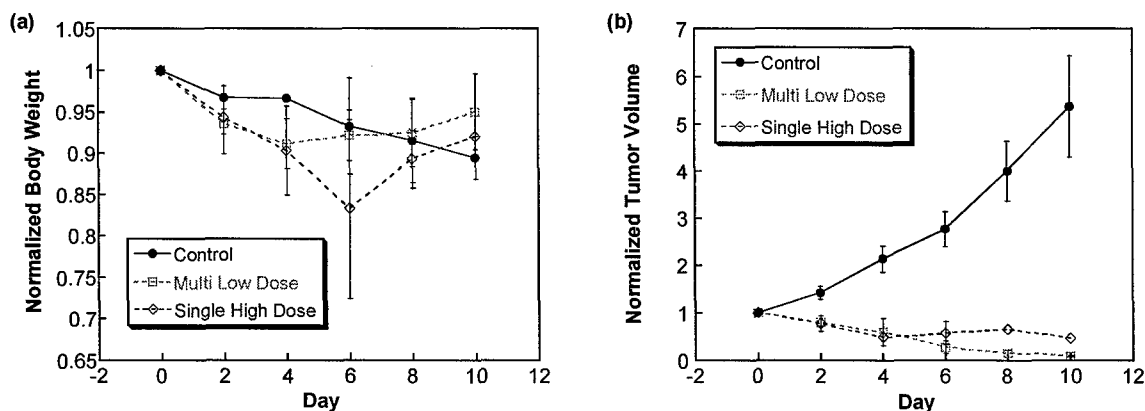 (a)
Normalized Body Weight
1.05
1
0.95
0.9
0.85
0.8
0.75
0.7
0.65
Control
Multi Low Dose
Single High Dose
-2 0 2 4 6 8 10 12
Day
(b)
Normalized Tumor Volume
7
6
5
4
3
2
1
0
Control
Multi Low Dose
Single High Dose
-2 0 2 4 6 8 10 12
Day